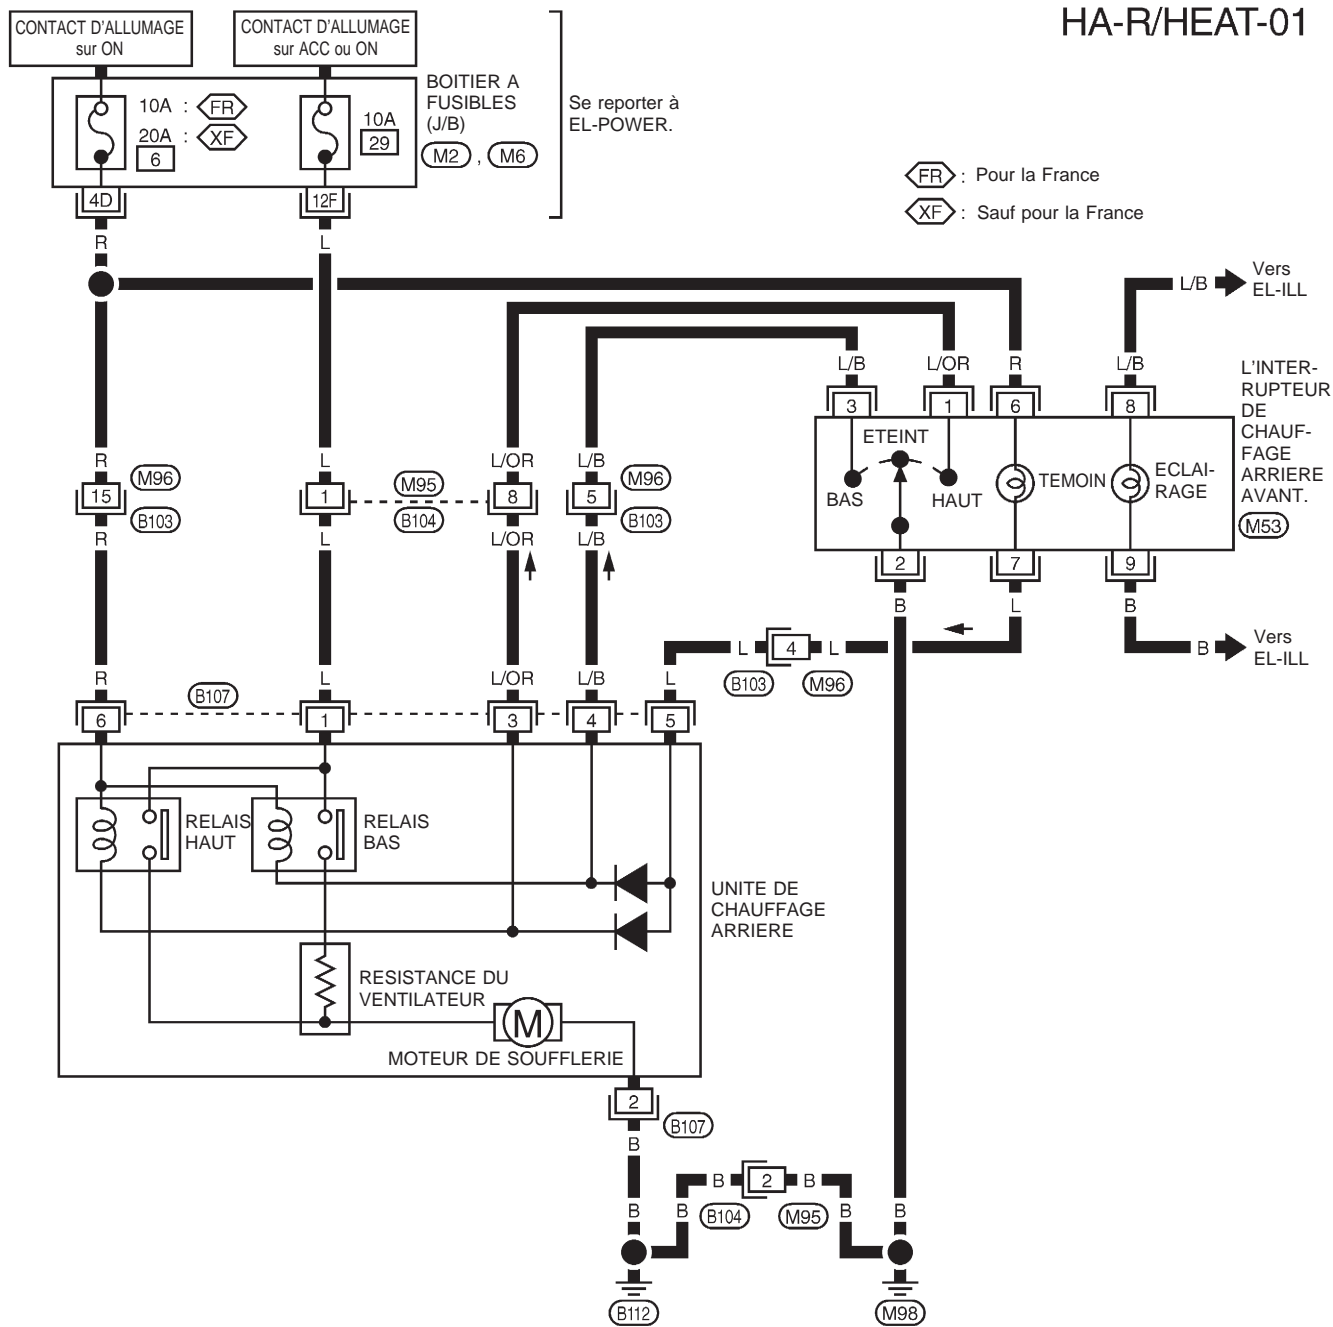 HA-R/HEAT-01
CONTACT D'ALLUMAGE
sur ON
CONTACT D'ALLUMAGE
sur ACC ou ON
10A : FR
20A : XF
6
10A
29
BOITIER A
FUSIBLES
(J/B)
M2 , M6
Se reporter à
EL-POWER.
FR : Pour la France
XF : Sauf pour la France
4D
12F
R
L
L/B
Vers
EL-ILL
L/B
L/OR
R
L/B
3
1
6
8
L'INTER-
RUPTEUR
DE
CHAUF-
FAGE
ARRIERE
AVANT.
M53
ETEINT
BAS
HAUT
TEMOIN
ECLAI-
RAGE
2
7
9
R
L
L/OR
L/B
15
M96
B103
1
M95
B104
8
5
M96
B103
R
L
L/OR
L/B
B
L
B
B
Vers
EL-ILL
L
4
L
B103
M96
R
L
L/OR
L/B
L
B107
6
1
3
4
5
RELAIS
HAUT
RELAIS
BAS
UNITE DE
CHAUFFAGE
ARRIERE
RESISTANCE DU
VENTILATEUR
M
MOTEUR DE SOUFFLERIE
2
B107
B
B
2
B
B
B
B104
M95
B
B
B112
M98